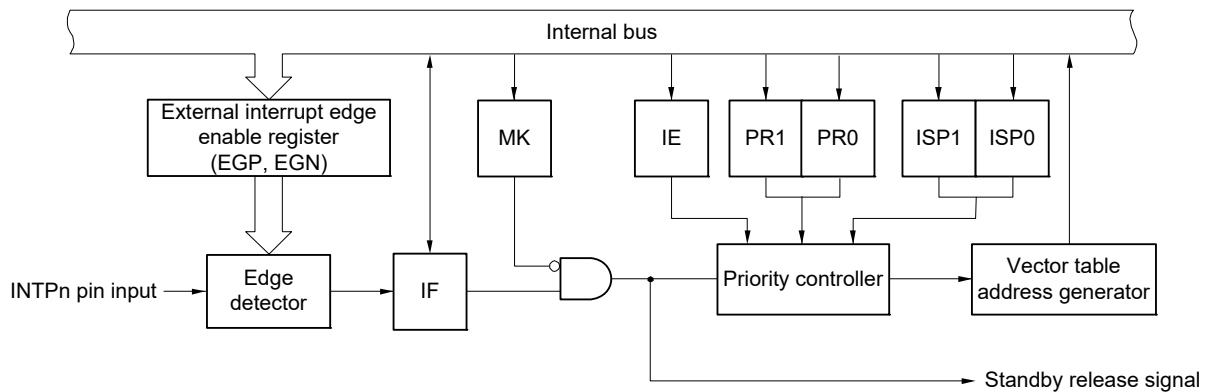 Internal bus
External interrupt edge
enable register
(EGP, EGN)
MK
IE
PR1
PR0
ISP1
ISP0
INTPn pin input
Edge
detector
IF
Priority controller
Vector table
address generator
Standby release signal